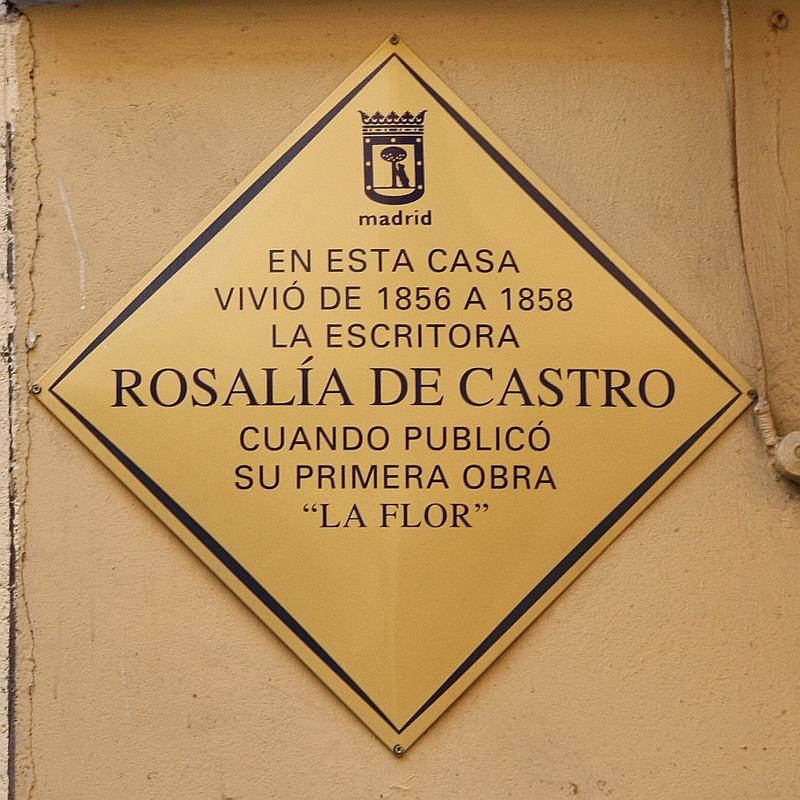 madrid
EN ESTA CASA
VIVIÓ DE 1856 A 1858
LA ESCRITORA
ROSALÍA DE CASTRO
CUANDO PUBLICÓ
SU PRIMERA OBRA
“LA FLOR”